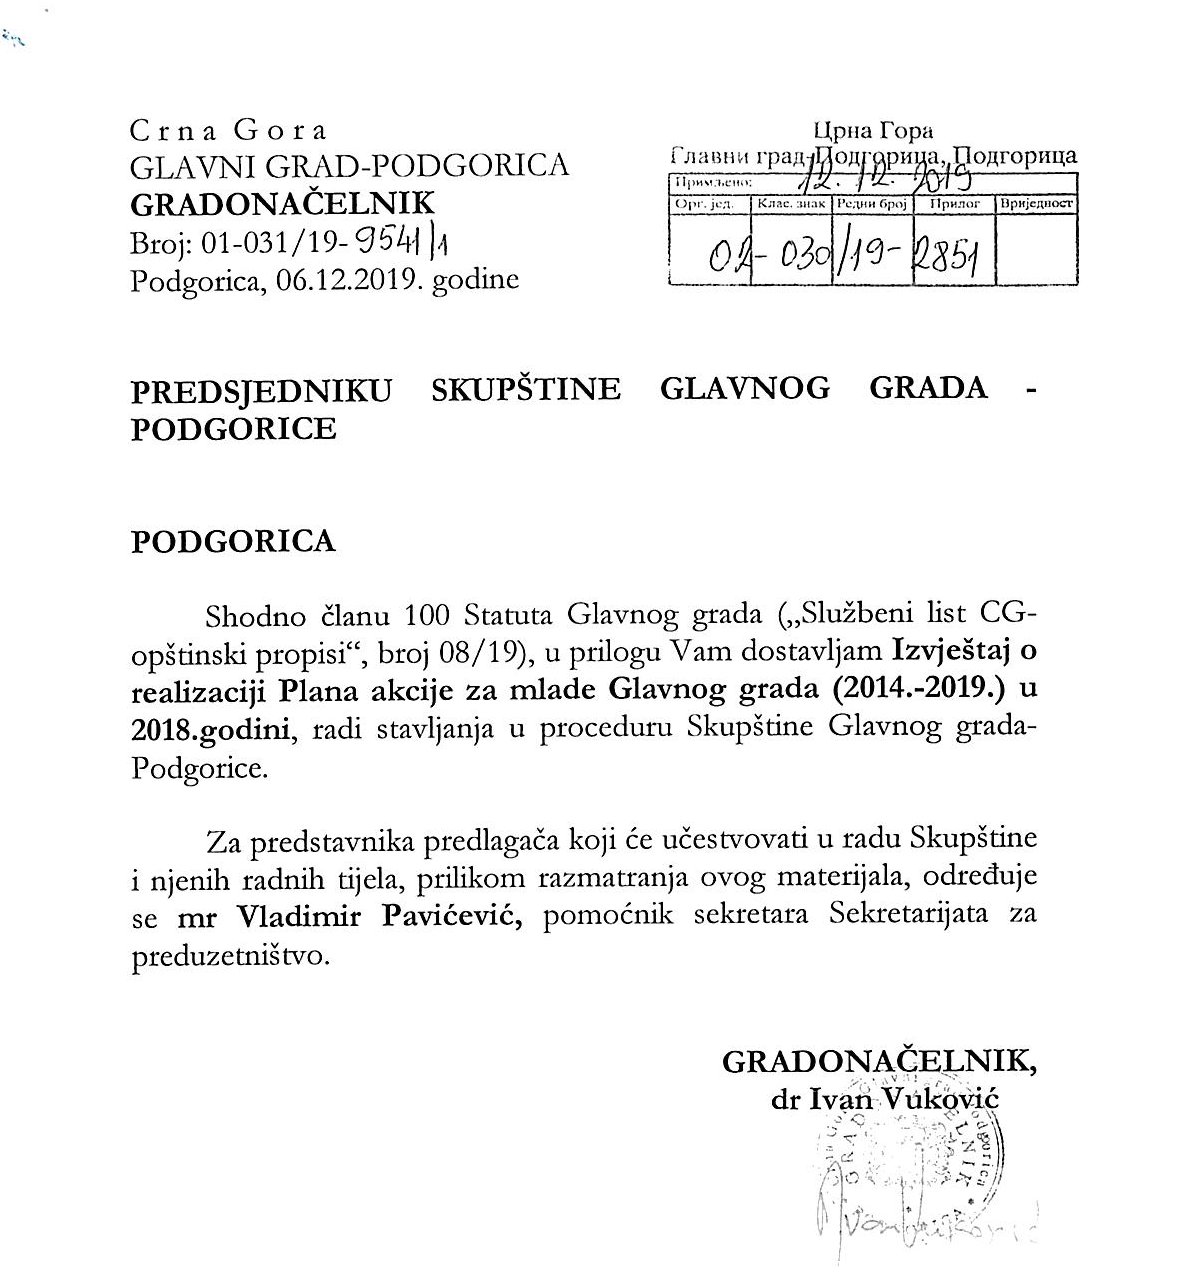 Crna Gora
GLAVNI GRAD-PODGORICA
GRADONAČELNIK
Broj: 01-031/19-9541/1
Podgorica, 06.12.2019. godine
Црна Гора
Главни град-Подгорица, Подгорица
Примљено: 12.12.2019
Орг. јед. Клас. знак Редни број Прилог Вриједност
02-030/19-2851
PREDSJEDNIKU SKUPŠTINE GLAVNOG GRADA -
PODGORICE
PODGORICA
Shodno članu 100 Statuta Glavnog grada („Službeni list CG-
opštinski propisi“, broj 08/19), u prilogu Vam dostavljam Izvještaj o
realizaciji Plana akcije za mlade Glavnog grada (2014.-2019.) u
2018.godini, radi stavljanja u proceduru Skupštine Glavnog grada-
Podgorice.
Za predstavnika predlagača koji će učestvovati u radu Skupštine
i njenih radnih tijela, prilikom razmatranja ovog materijala, određuje
se mr Vladimir Pavićević, pomoćnik sekretara Sekretarijata za
preduzetništvo.
GRADONAČELNIK,
dr Ivan Vuković